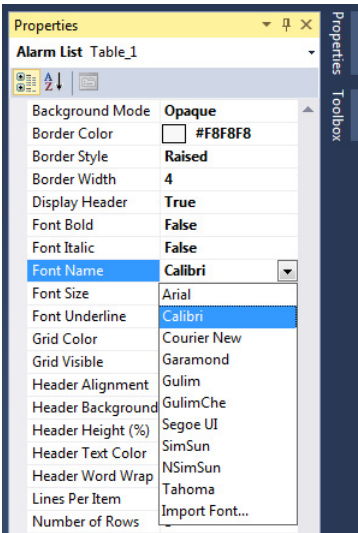 Properties
Alarm List Table_1
Background Mode Opaque
Border Color #F8F8F8
Border Style Raised
Border Width 4
Display Header True
Font Bold False
Font Italic False
Font Name Calibri
Font Size Arial
Font Underline Calibri
Grid Color Courier New
Grid Visible Garamond
Header Alignment Gulim
Header Background GulimChe
Header Height (%) Segoe UI
Header Text Color SimSun
Header Word Wrap NSimSun
Lines Per Item Tahoma
Number of Rows Import Font...
Properties
Toolbox